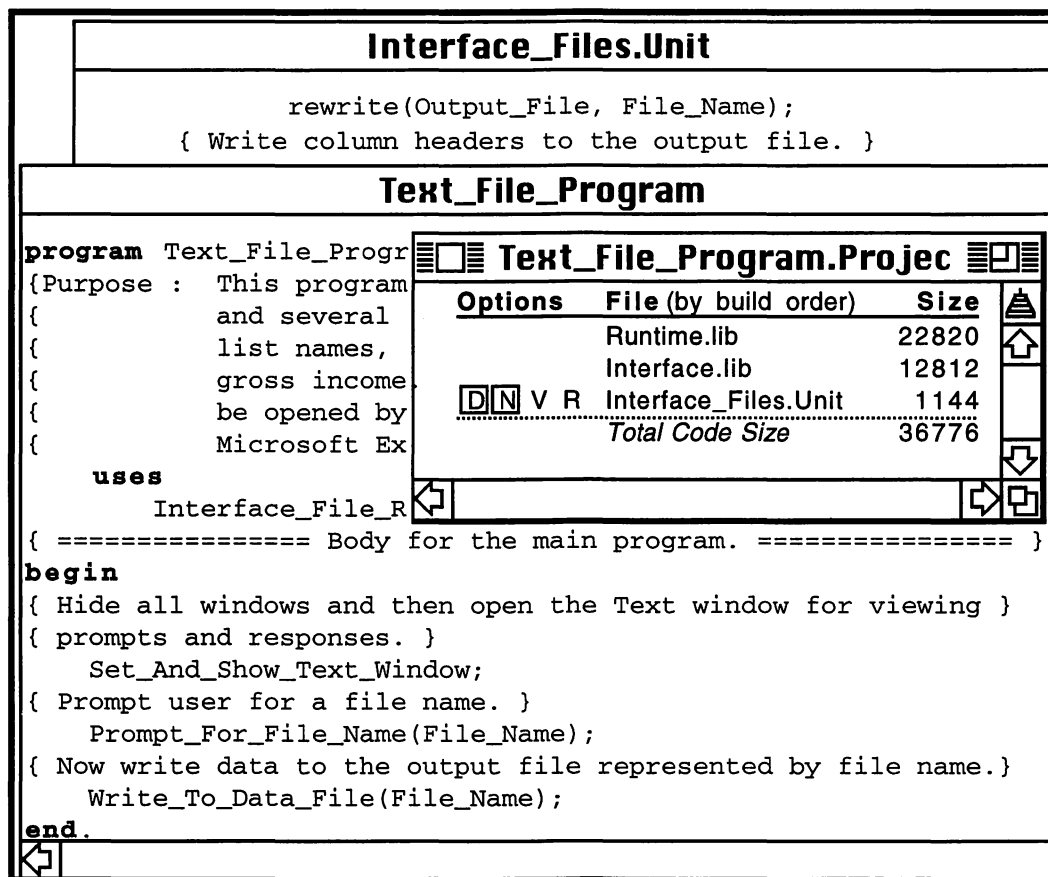 Interface_Files.Unit
rewrite(Output_File, File_Name);
{ Write column headers to the output file. }
Text_File_Program
program Text_File_Progr
{Purpose : This program
{ and several
{ list names,
{ gross income.
{ be opened by
{ Microsoft Ex
uses
Interface_File_R
Text_File_Program.Projec
Options File (by build order) Size
Runtime.lib 22820
Interface.lib 12812
D N V R Interface_Files.Unit 1144
Total Code Size 36776
{ ================ Body for the main program. ================ }
begin
{ Hide all windows and then open the Text window for viewing }
{ prompts and responses. }
Set_And_Show_Text_Window;
{ Prompt user for a file name. }
Prompt_For_File_Name(File_Name);
{ Now write data to the output file represented by file name.}
Write_To_Data_File(File_Name);
end.